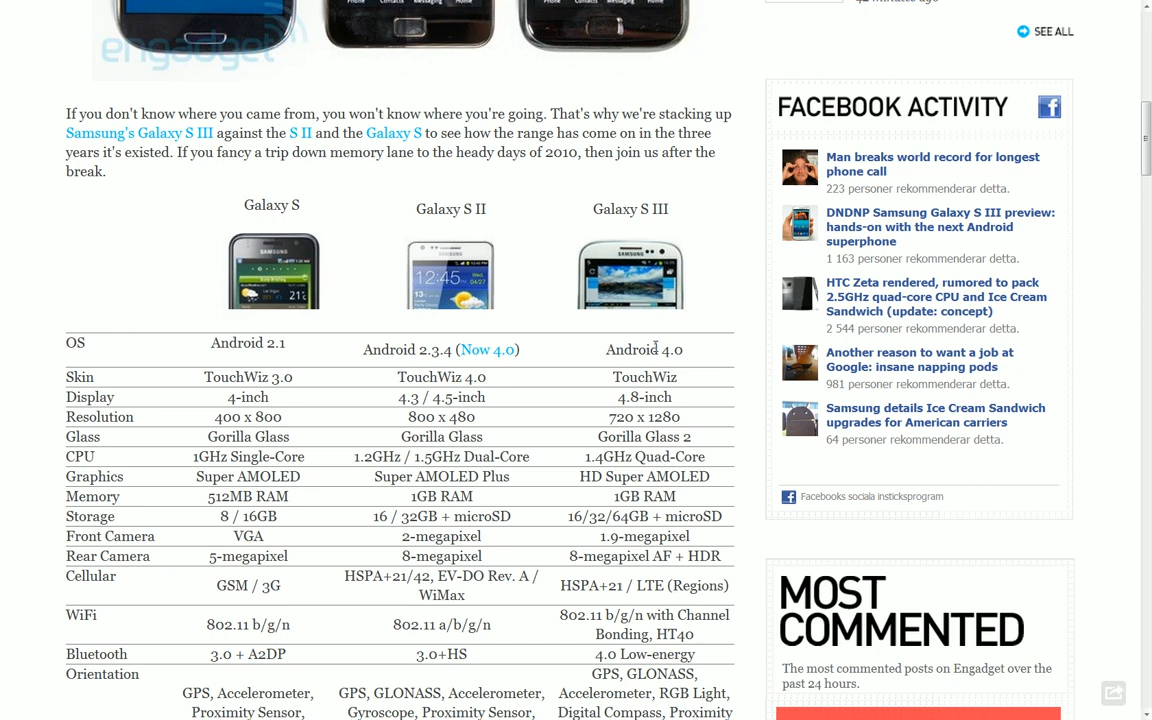 Phone Contacts Messaging Home
Phone Contacts Messaging Home
engadget
SEE ALL
If you don't know where you came from, you won't know where you're going. That's why we're stacking up
Samsung's Galaxy S III against the S II and the Galaxy S to see how the range has come on in the three
years it's existed. If you fancy a trip down memory lane to the heady days of 2010, then join us after the
break.
Galaxy S Galaxy S II Galaxy S III
SAMSUNG SAMSUNG SAMSUNG
12:45
OS Android 2.1 Android 2.3.4 (Now 4.0) Android 4.0
Skin TouchWiz 3.0 TouchWiz 4.0 TouchWiz
Display 4-inch 4.3 / 4.5-inch 4.8-inch
Resolution 400 x 800 800 x 480 720 x 1280
Glass Gorilla Glass Gorilla Glass Gorilla Glass 2
CPU 1GHz Single-Core 1.2GHz / 1.5GHz Dual-Core 1.4GHz Quad-Core
Graphics Super AMOLED Super AMOLED Plus HD Super AMOLED
Memory 512MB RAM 1GB RAM 1GB RAM
Storage 8 / 16GB 16 / 32GB + microSD 16/32/64GB + microSD
Front Camera VGA 2-megapixel 1.9-megapixel
Rear Camera 5-megapixel 8-megapixel 8-megapixel AF + HDR
Cellular GSM / 3G HSPA+21/42, EV-DO Rev. A / WiMax HSPA+21 / LTE (Regions)
WiFi 802.11 b/g/n 802.11 a/b/g/n 802.11 b/g/n with Channel Bonding, HT40
Bluetooth 3.0 + A2DP 3.0+HS 4.0 Low-energy
Orientation GPS, GLONASS,
GPS, Accelerometer, GPS, GLONASS, Accelerometer, Accelerometer, RGB Light,
Proximity Sensor, Gyroscope, Proximity Sensor, Digital Compass, Proximity
FACEBOOK ACTIVITY
Man breaks world record for longest
phone call
223 personer rekommenderar detta.
DNDNP Samsung Galaxy S III preview:
hands-on with the next Android
superphone
1 163 personer rekommenderar detta.
HTC Zeta rendered, rumored to pack
2.5GHz quad-core CPU and Ice Cream
Sandwich (update: concept)
2 544 personer rekommenderar detta.
Another reason to want a job at
Google: insane napping pods
981 personer rekommenderar detta.
Samsung details Ice Cream Sandwich
upgrades for American carriers
64 personer rekommenderar detta.
Facebooks sociala insticksprogram
MOST
COMMENTED
The most commented posts on Engadget over the
past 24 hours.